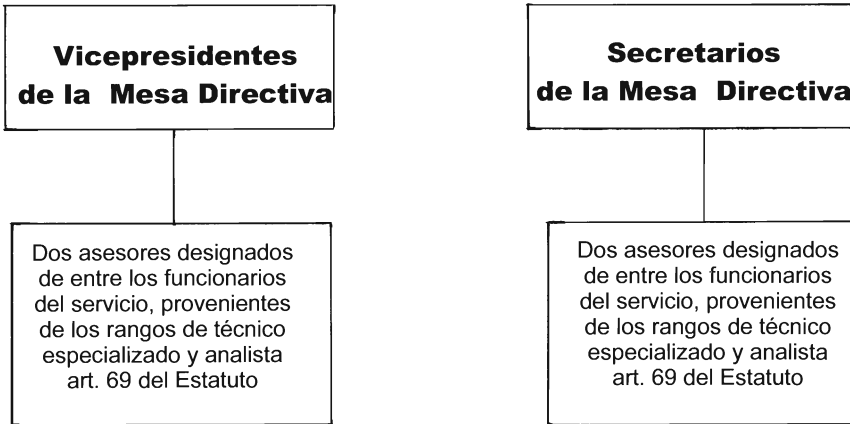 Vicepresidentes
de la Mesa Directiva
Dos asesores designados
de entre los funcionarios
del servicio, provenientes
de los rangos de técnico
especializado y analista
art. 69 del Estatuto
Secretarios
de la Mesa Directiva
Dos asesores designados
de entre los funcionarios
del servicio, provenientes
de los rangos de técnico
especializado y analista
art. 69 del Estatuto